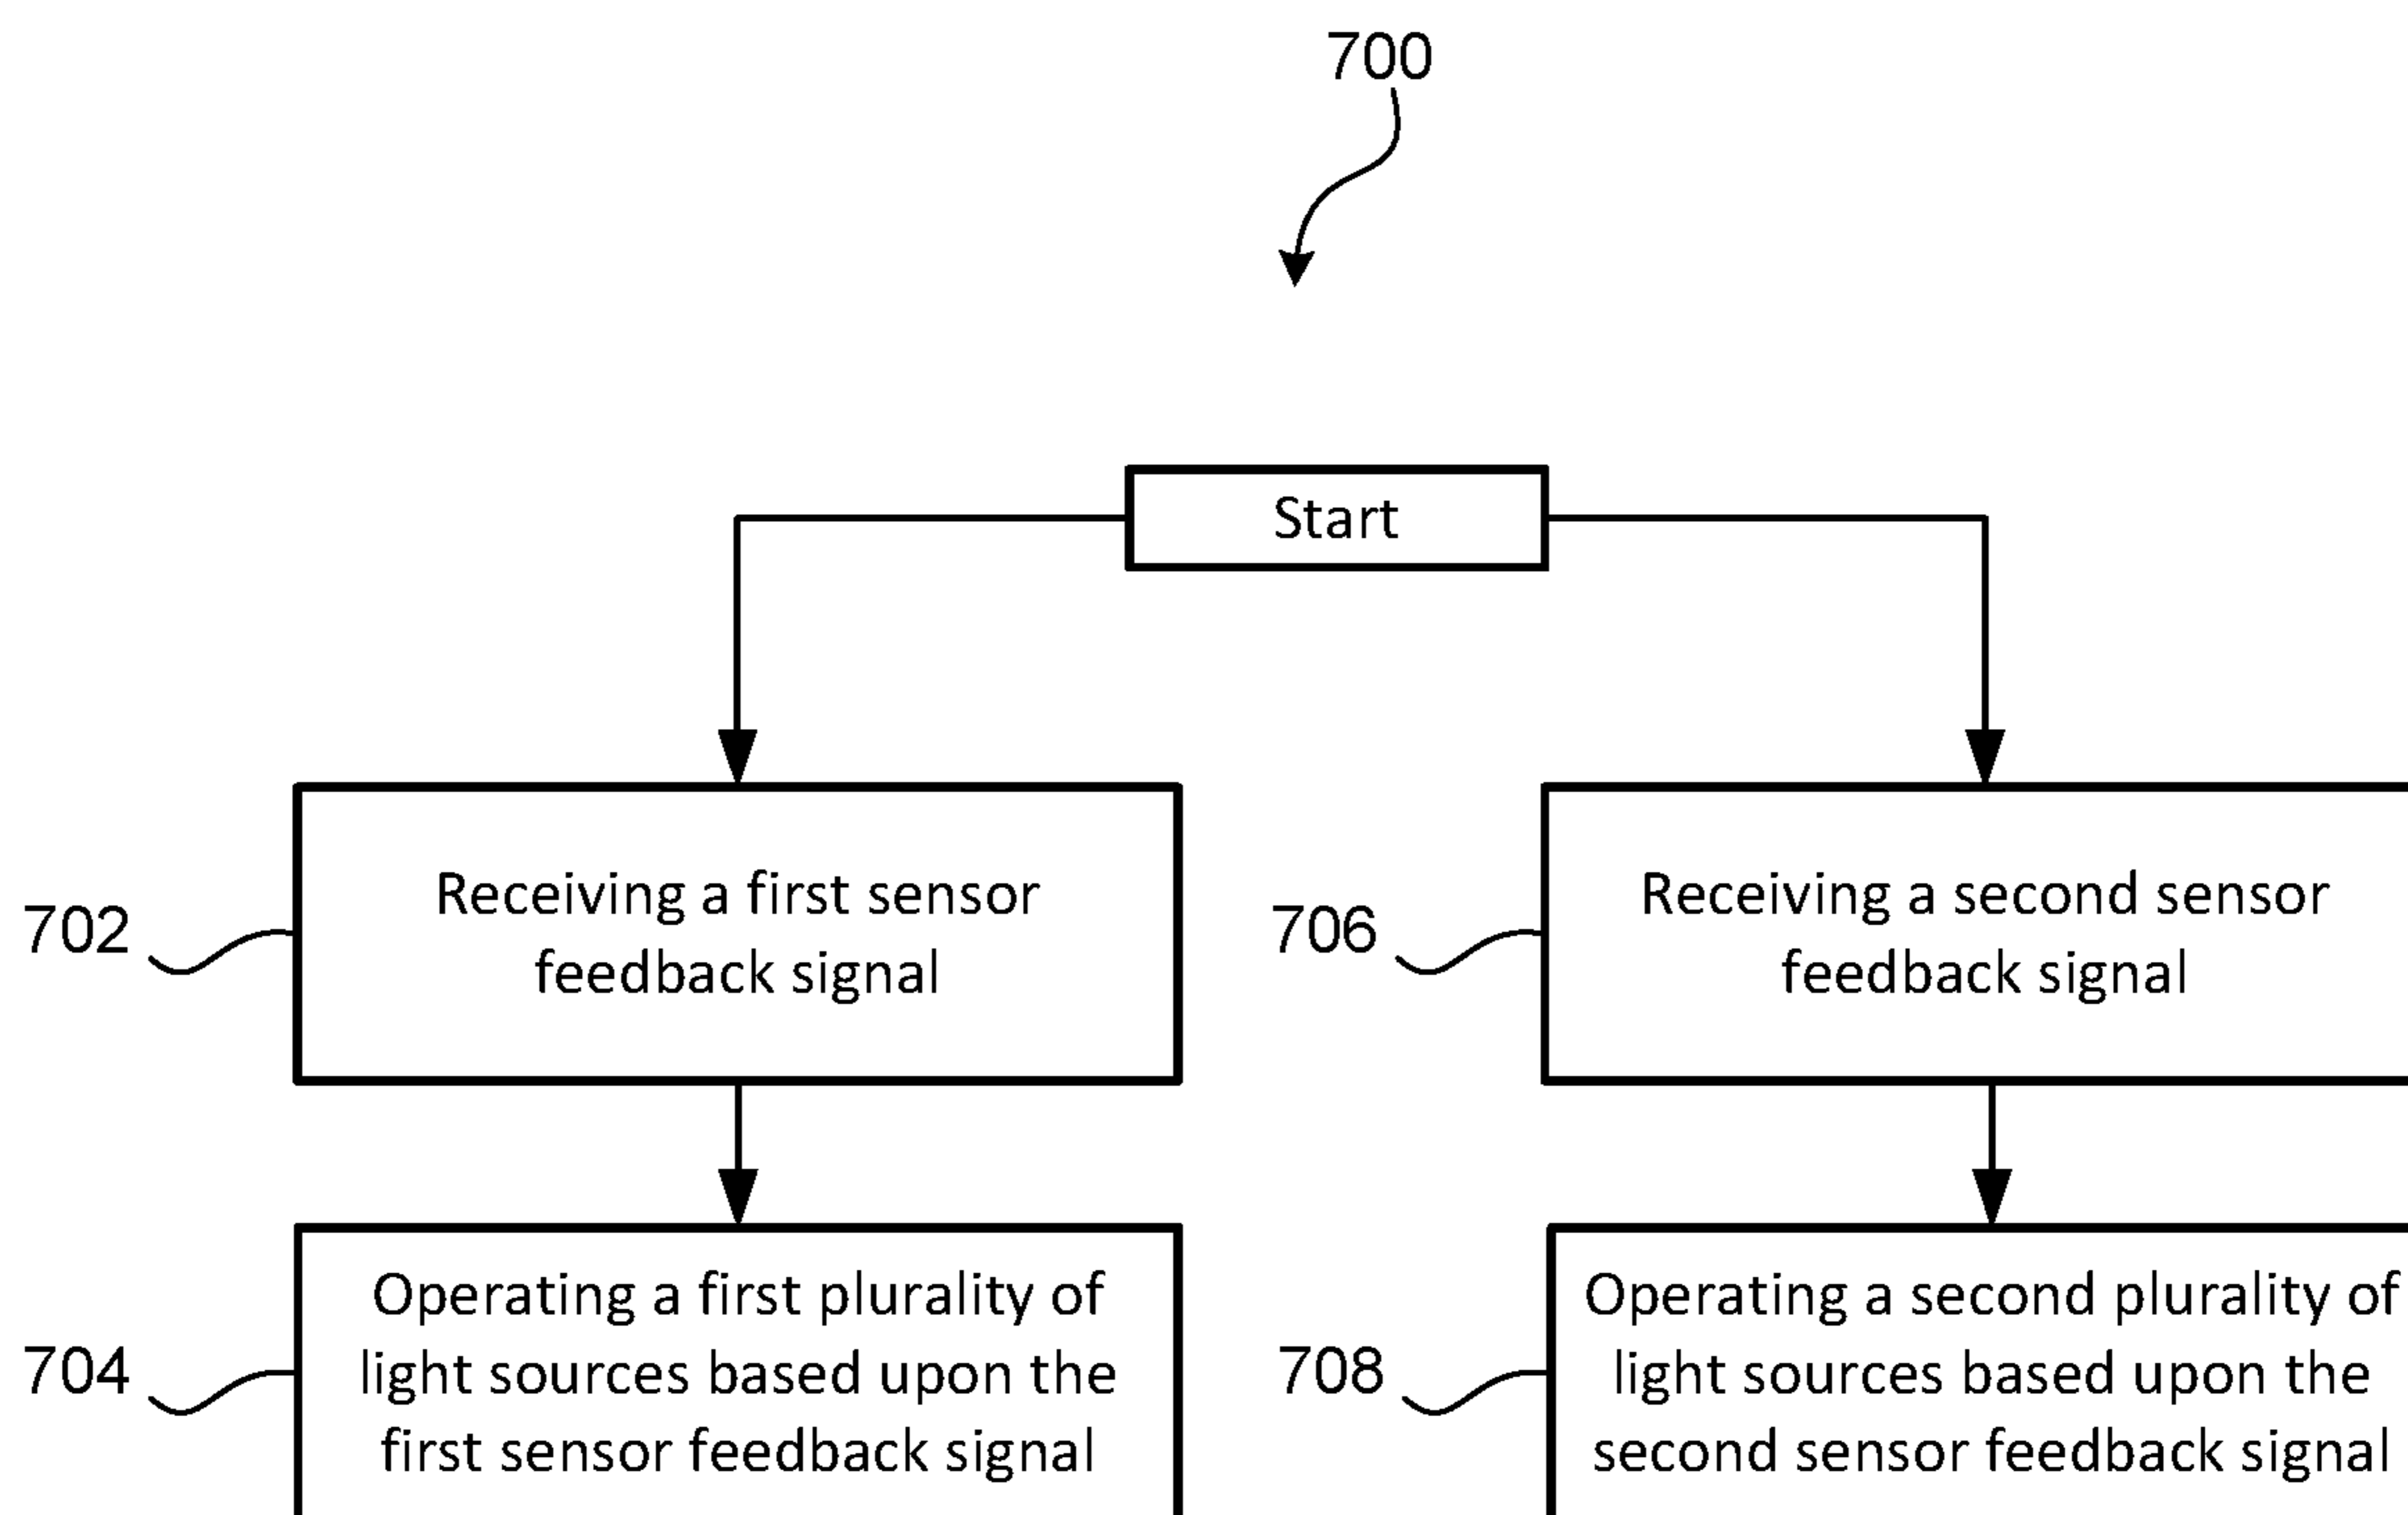 700
Start
702
Receiving a first sensor
feedback signal
706
Receiving a second sensor
feedback signal
704
Operating a first plurality of
light sources based upon the
first sensor feedback signal
708
Operating a second plurality of
light sources based upon the
second sensor feedback signal